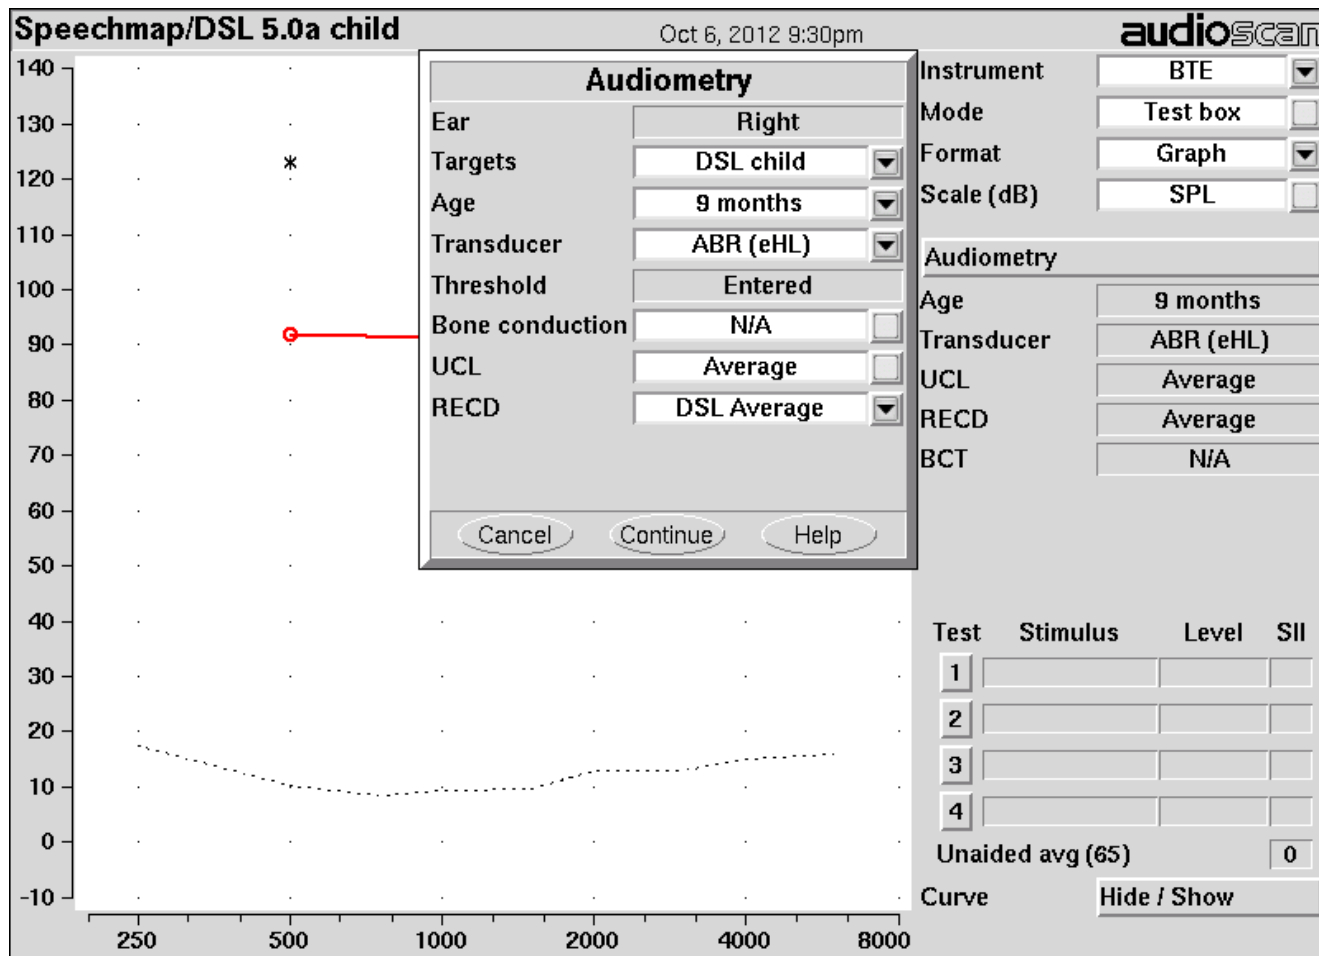 Speechmap/DSL 5.0a child
Oct 6, 2012 9:30pm
audioscan
140
130
120
110
100
90
80
70
60
50
40
30
20
10
0
-10
250
500
1000
2000
4000
8000
Audiometry
Ear Right
Targets DSL child
Age 9 months
Transducer ABR (eHL)
Threshold Entered
Bone conduction N/A
UCL Average
RECD DSL Average
Cancel Continue Help
Instrument BTE
Mode Test box
Format Graph
Scale (dB) SPL
Audiometry
Age 9 months
Transducer ABR (eHL)
UCL Average
RECD Average
BCT N/A
Test Stimulus Level SII
1
2
3
4
Unaided avg (65) 0
Curve Hide / Show